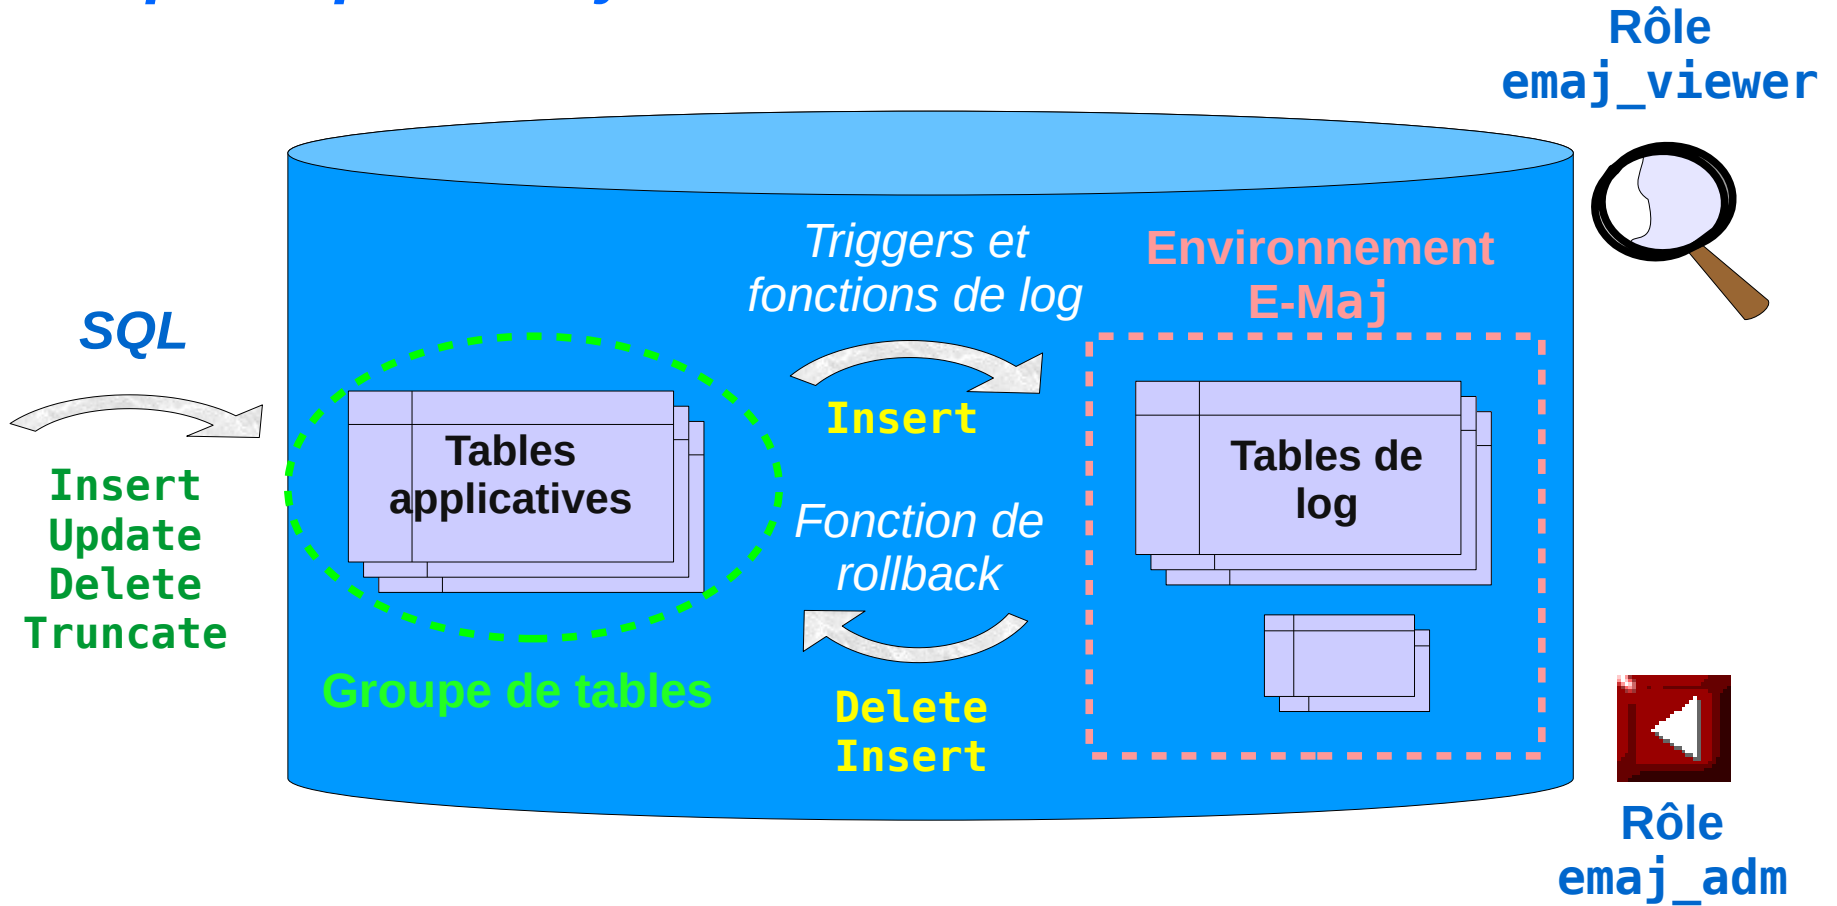 Rôle
emaj_viewer
Triggers et
fonctions de log
Environnement
E-Maj
SQL
Insert
Tables
applicatives
Tables de
log
Insert
Update
Delete
Truncate
Fonction de
rollback
Groupe de tables
Delete
Insert
Rôle
emaj_adm